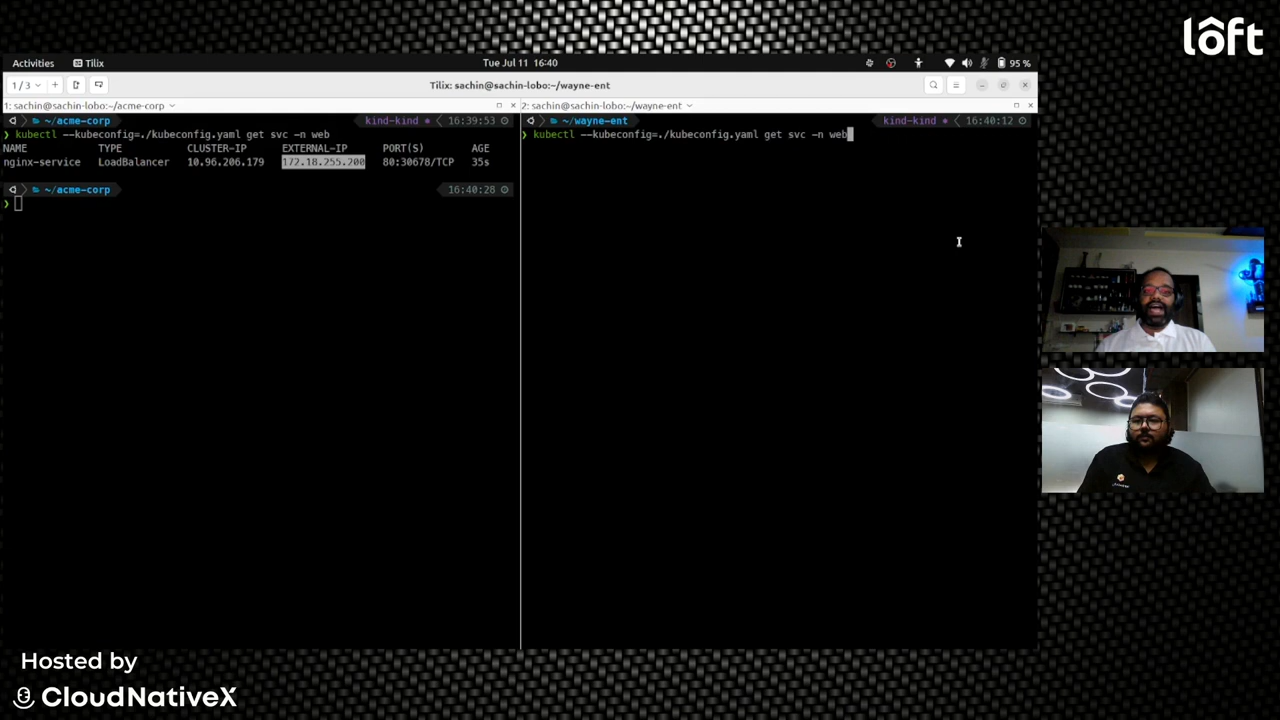 loft
Activities Tilix Tue Jul 11 16:40 95 %
1 / 3 Tilix: sachin@sachin-lobo:~/wayne-ent
1: sachin@sachin-lobo:~/acme-corp
~/acme-corp kind-kind 16:39:53
❯ kubectl --kubeconfig=./kubeconfig.yaml get svc -n web
NAME TYPE CLUSTER-IP EXTERNAL-IP PORT(S) AGE
nginx-service LoadBalancer 10.96.206.179 172.18.255.200 80:30678/TCP 35s
~/acme-corp 16:40:28
❯
2: sachin@sachin-lobo:~/wayne-ent
~/wayne-ent kind-kind 16:40:12
❯ kubectl --kubeconfig=./kubeconfig.yaml get svc -n web
Hosted by
CloudNativeX